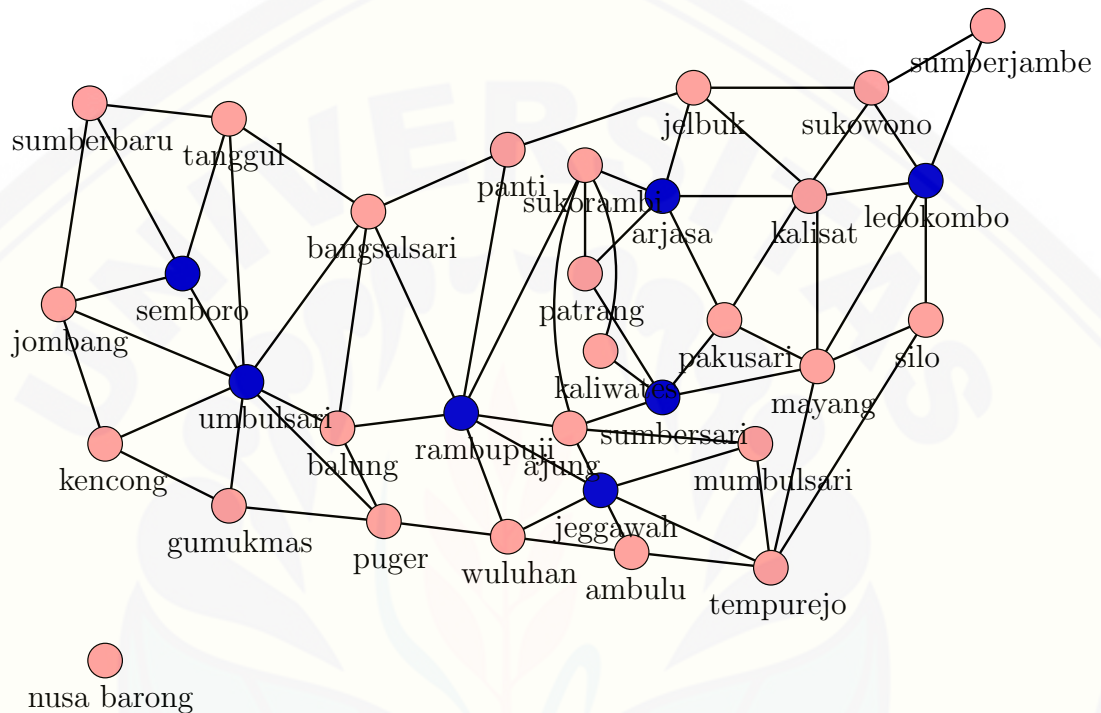 sumberjambe
sumberbaru
tanggul
jelbuk
sukowono
panti
sukorambi
bangsalsari
arjasa
kalisat
ledokombo
semboro
patrang
jombang
pakusari
silo
kaliwates
umbulsari
mayang
rambupuji
sumbersari
balung
ajung
kencong
mumbulsari
gumukmas
jeggawah
puger
wuluhan
ambulu
tempurejo
nusa barong
UNIVERSITAS